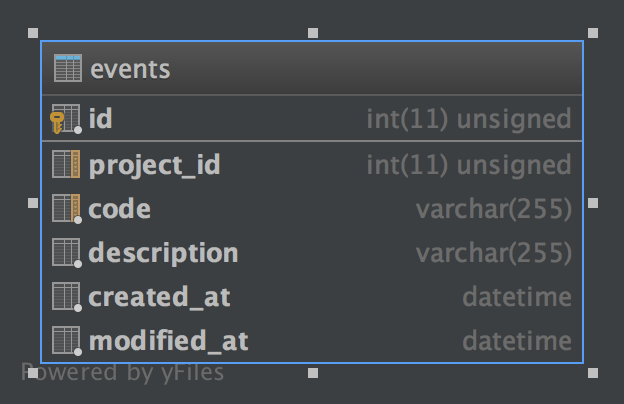 events
id int(11) unsigned
project_id int(11) unsigned
code varchar(255)
description varchar(255)
created_at datetime
modified_at datetime
Powered by yFiles